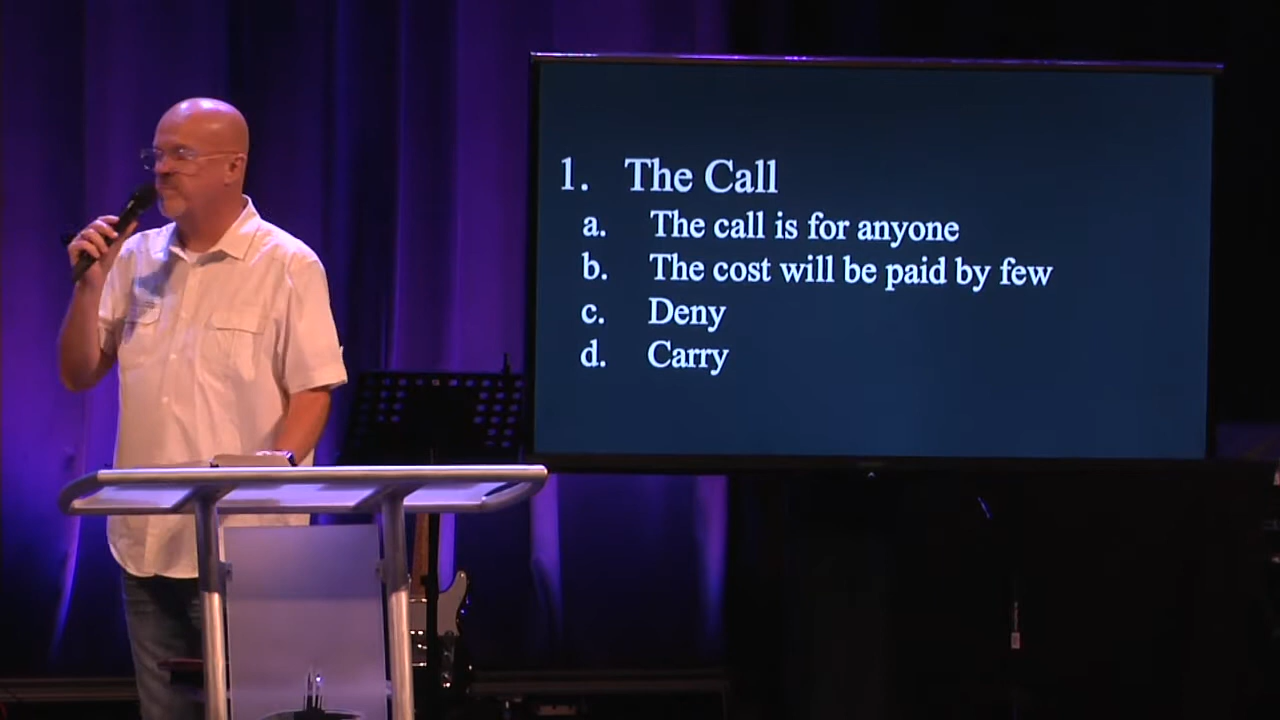 1. The Call
a. The call is for anyone
b. The cost will be paid by few
c. Deny
d. Carry